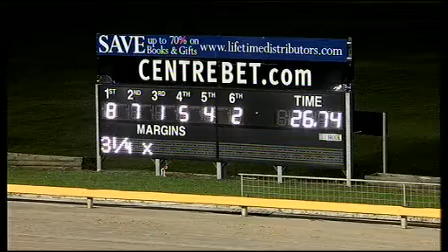 SAVE up to 70% on Books & Gifts www.lifetimedistributors.com
CENTREBET.com
1ST 2ND 3RD 4TH 5TH 6TH TIME
8 7 1 5 4 2 26.74
MARGINS
3 1/4 x